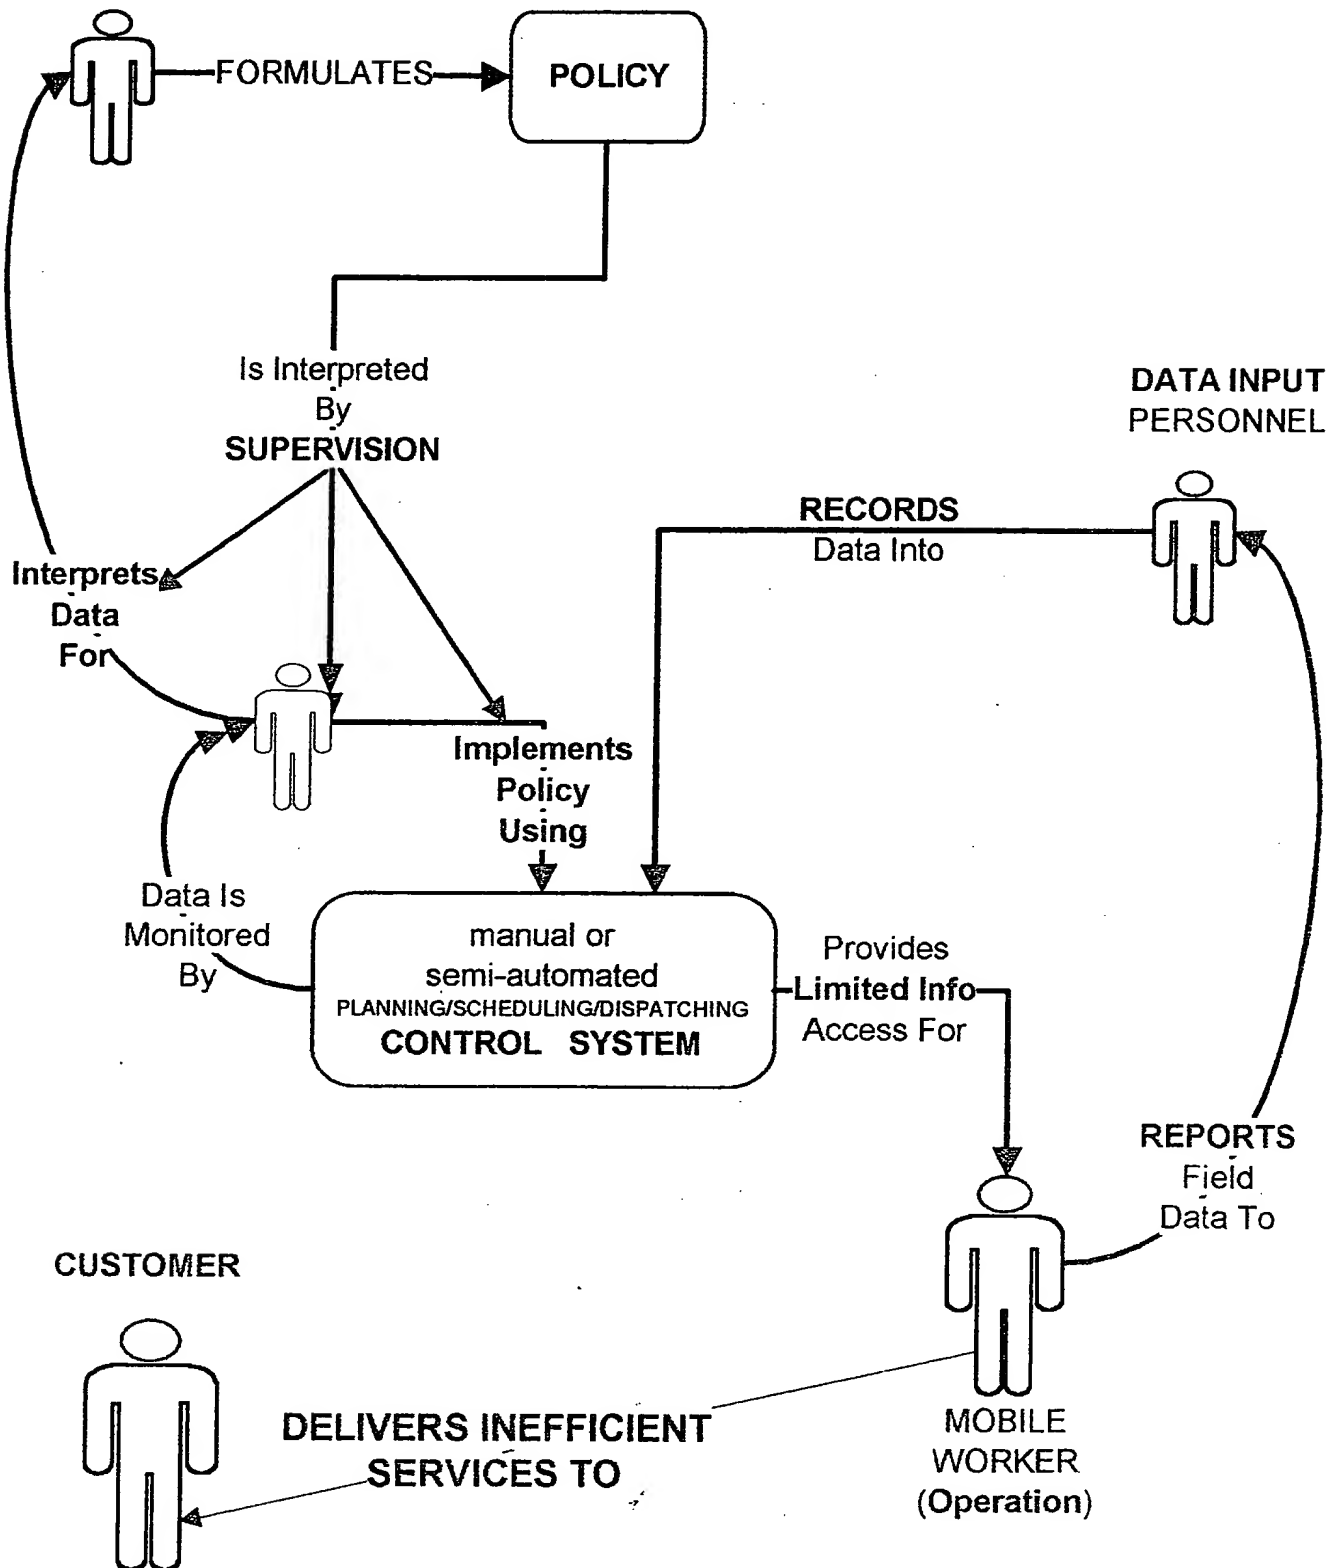 FORMULATES
POLICY
Is Interpreted
By
SUPERVISION
DATA INPUT
PERSONNEL
RECORDS
Data Into
Interprets
Data
For
Implements
Policy
Using
Data Is
Monitored
By
manual or
semi-automated
PLANNING/SCHEDULING/DISPATCHING
CONTROL SYSTEM
Provides
Limited Info
Access For
REPORTS
Field
Data To
CUSTOMER
DELIVERS INEFFICIENT
SERVICES TO
MOBILE
WORKER
(Operation)